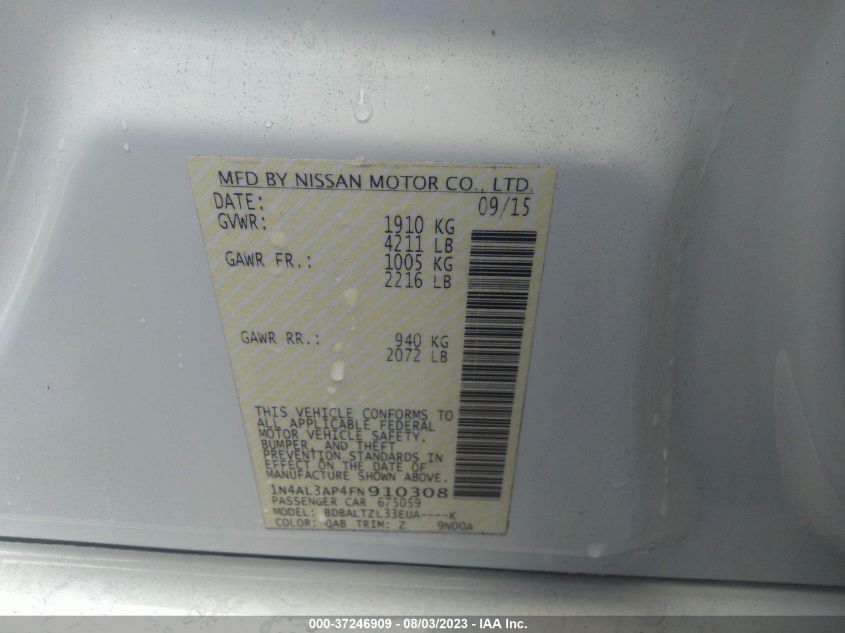 MFD BY NISSAN MOTOR CO., LTD.
DATE: 09/15
GVWR: 1910 KG
4211 LB
GAWR FR.: 1005 KG
2216 LB
GAWR RR.: 940 KG
2072 LB
THIS VEHICLE CONFORMS TO
ALL APPLICABLE FEDERAL
MOTOR VEHICLE SAFETY,
BUMPER, AND THEFT
PREVENTION STANDARDS IN
EFFECT ON THE DATE OF
MANUFACTURE SHOWN ABOVE.
1N4AL3AP4FN910308
PASSENGER CAR 675059
MODEL: BDBALTZL33EUA----K
COLOR: QAB TRIM: Z 9N00A
000-37246909 - 08/03/2023 - IAA Inc.